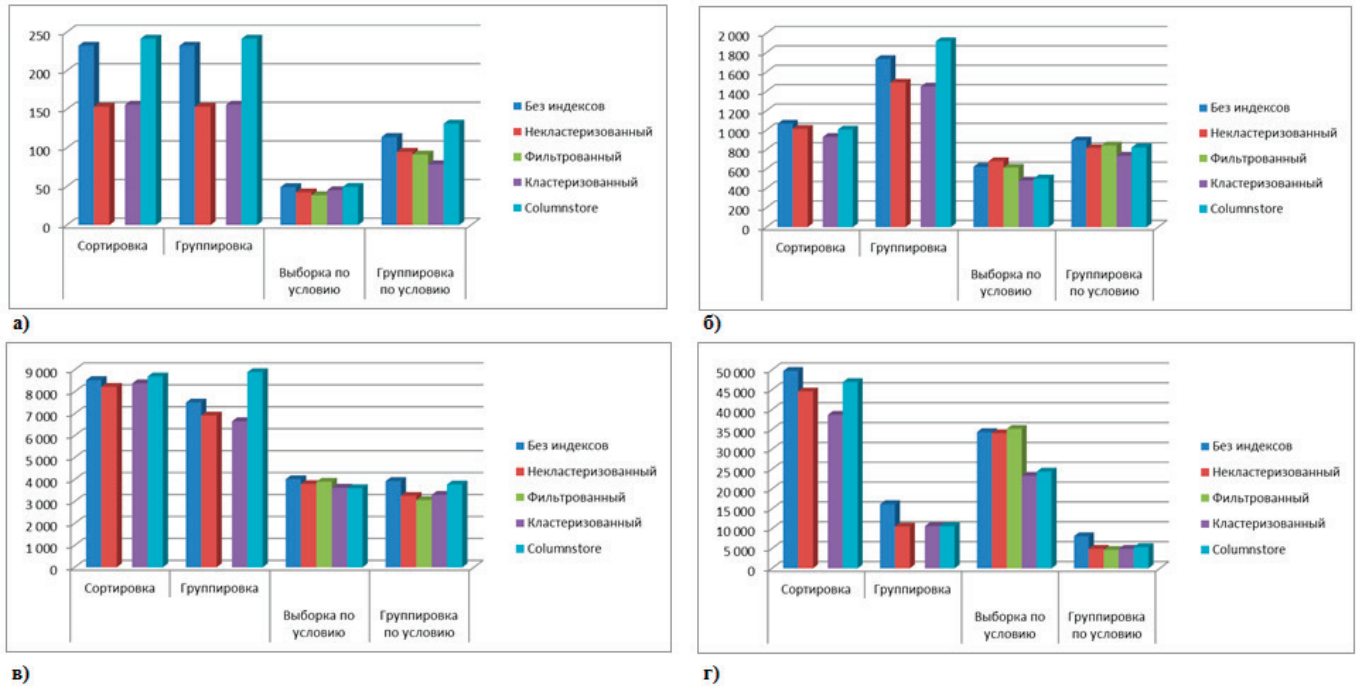 250
200
150
100
50
0
Сортировка
Группировка
Выборка по
условию
Группировка
по условию
Без индексов
Некластеризованный
Фильтрованный
Кластеризованный
Columnstore
а)
2 000
1 800
1 600
1 400
1 200
1 000
800
600
400
200
0
Сортировка
Группировка
Выборка по
условию
Группировка
по условию
Без индексов
Некластеризованный
Фильтрованный
Кластеризованный
Columnstore
б)
9 000
8 000
7 000
6 000
5 000
4 000
3 000
2 000
1 000
0
Сортировка
Группировка
Выборка по
условию
Группировка
по условию
Без индексов
Некластеризованный
Фильтрованный
Кластеризованный
Columnstore
в)
50 000
45 000
40 000
35 000
30 000
25 000
20 000
15 000
10 000
5 000
0
Сортировка
Группировка
Выборка по
условию
Группировка
по условию
Без индексов
Некластеризованный
Фильтрованный
Кластеризованный
Columnstore
г)